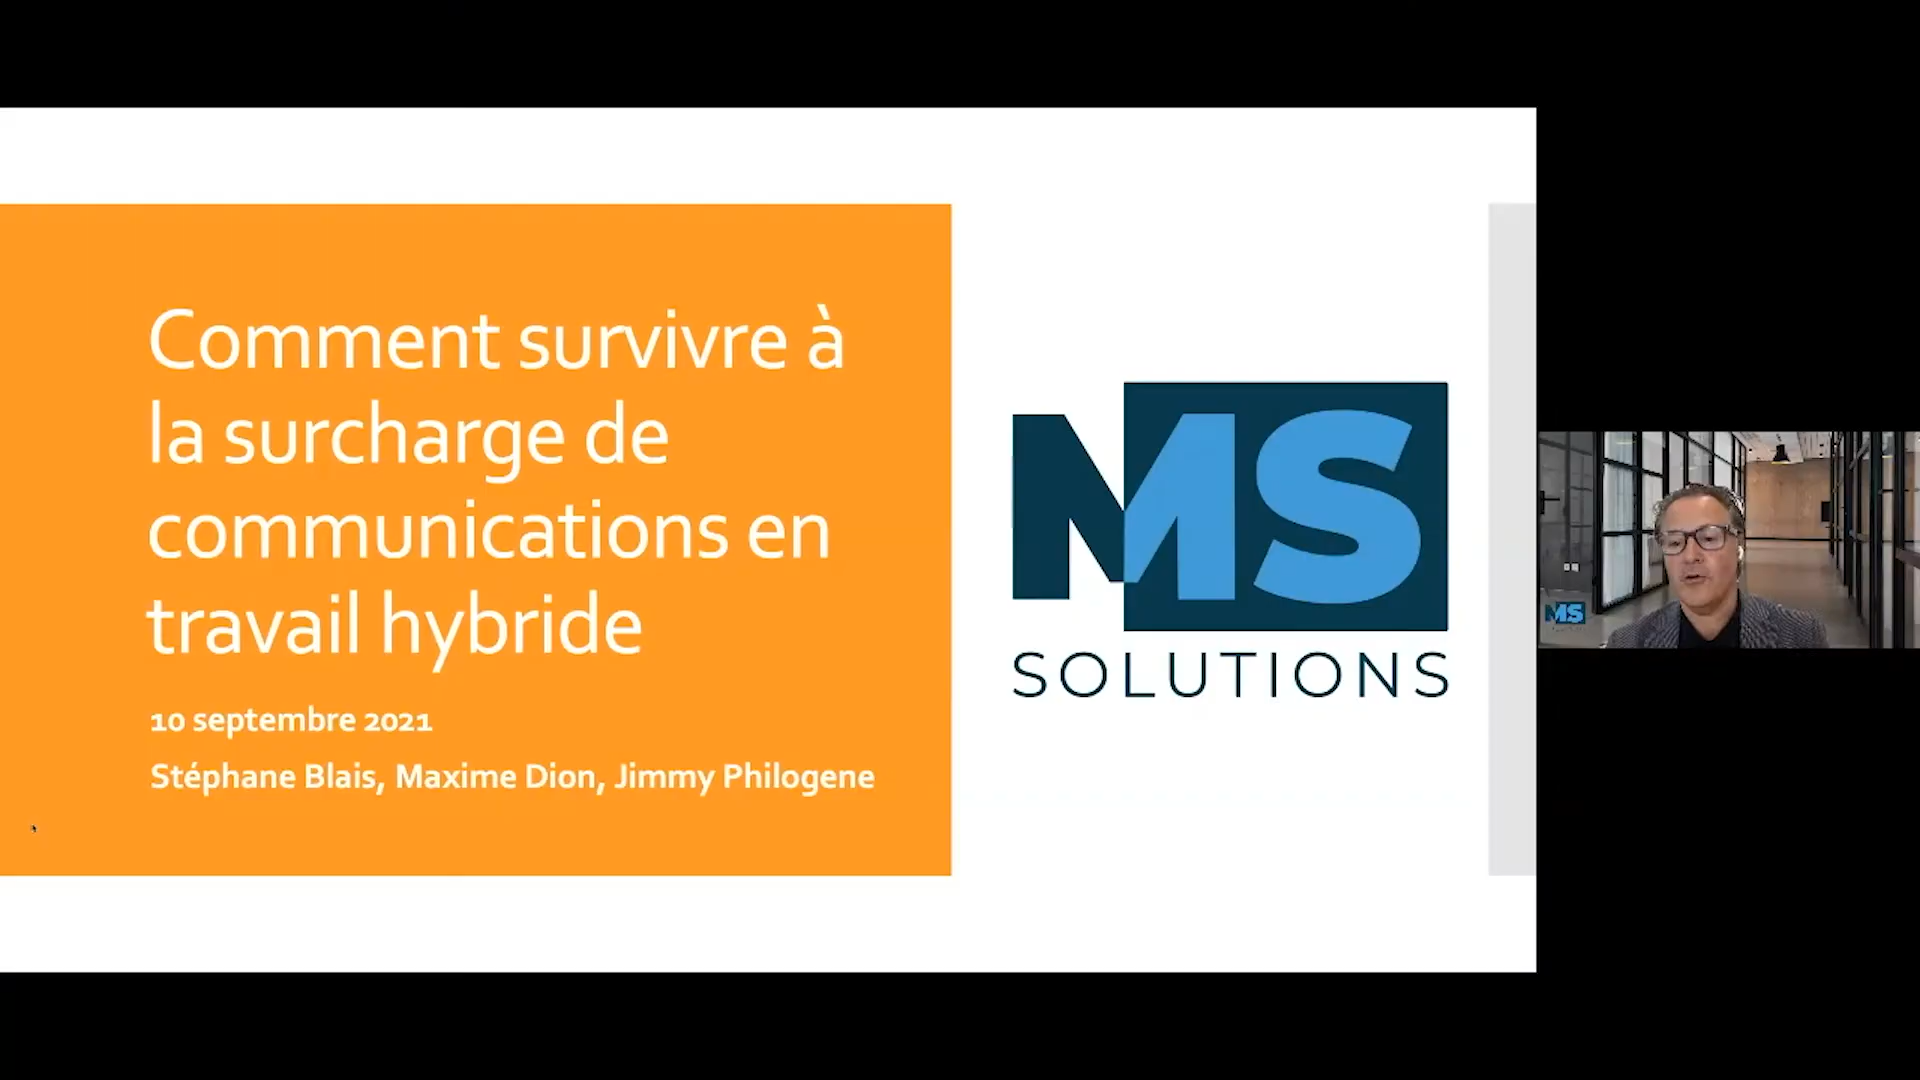 Comment survivre à
la surcharge de
communications en
travail hybride
10 septembre 2021
Stéphane Blais, Maxime Dion, Jimmy Philogene
MS
SOLUTIONS
MS